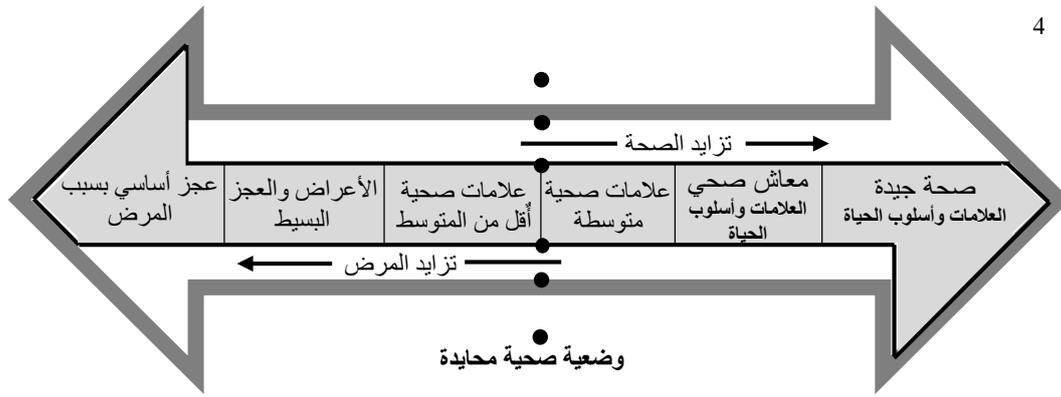 4
تزايد الصحة
صحة جيدة
العلامات وأسلوب الحياة
معاش صحي
العلامات وأسلوب
الحياة
علامات صحية
متوسطة
علامات صحية
أقل من المتوسط
الأعراض والعجز
البسيط
عجز أساسي بسبب
المرض
تزايد المرض
وضعية صحية محايدة